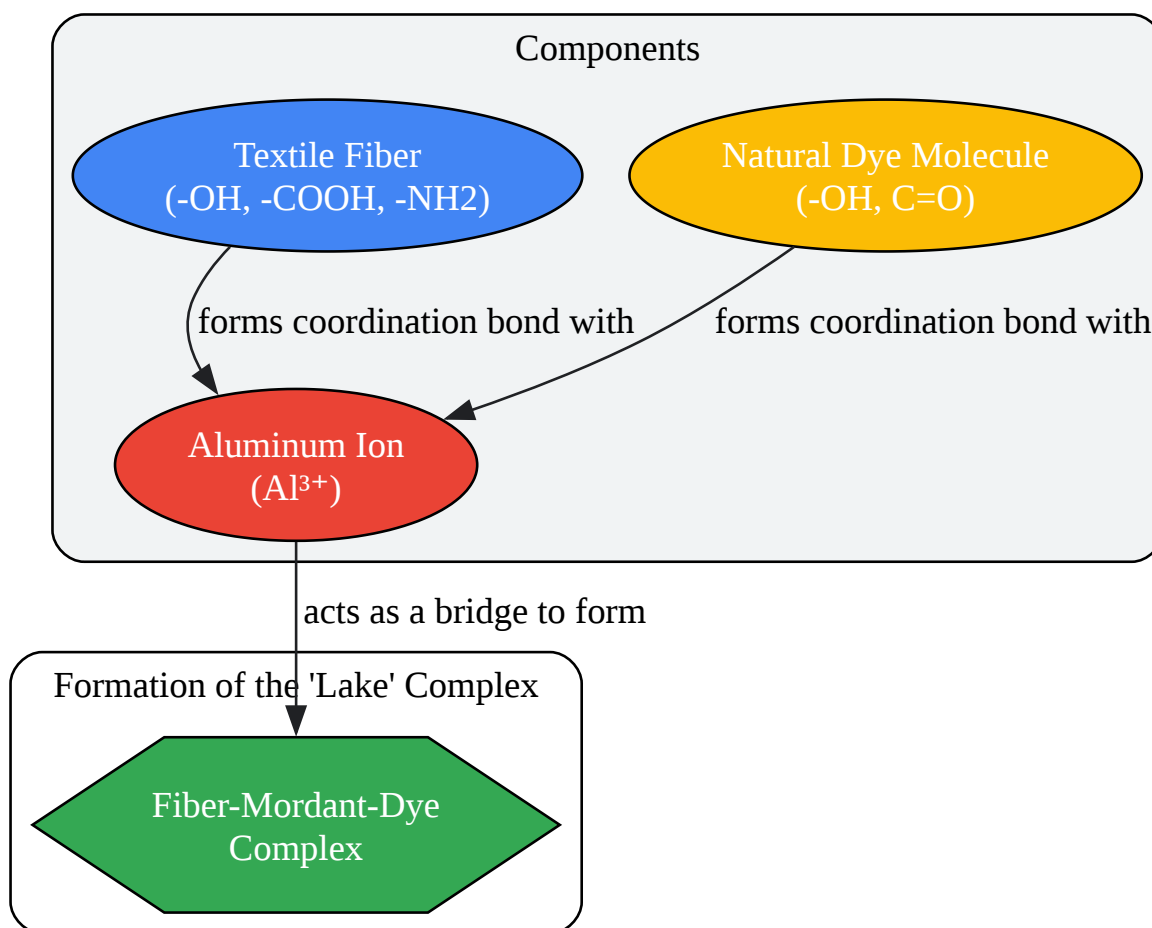 Components
Textile Fiber
(-OH, -COOH, -NH2)
Natural Dye Molecule
(-OH, C=O)
forms coordination bond with
forms coordination bond with
Aluminum Ion
(Al³⁺)
acts as a bridge to form
Formation of the 'Lake' Complex
Fiber-Mordant-Dye
Complex